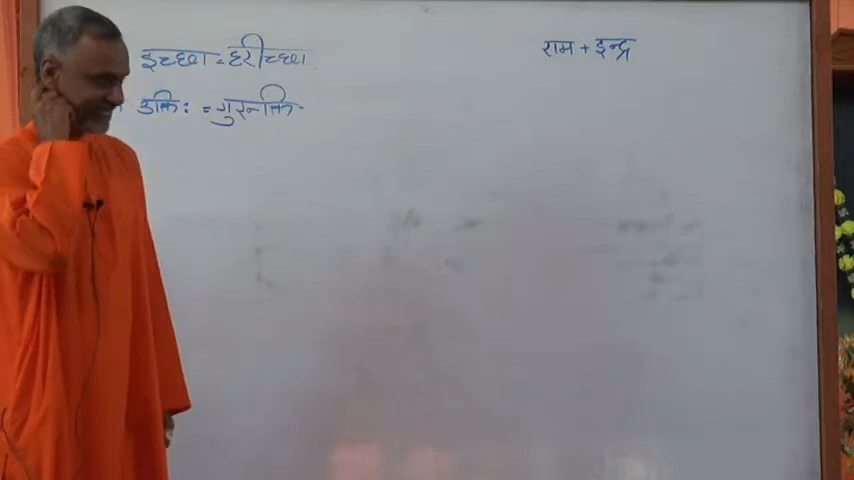 इच्छा = हरीच्छा
राम + इन्द्र
उक्तिः = गुरूक्ति